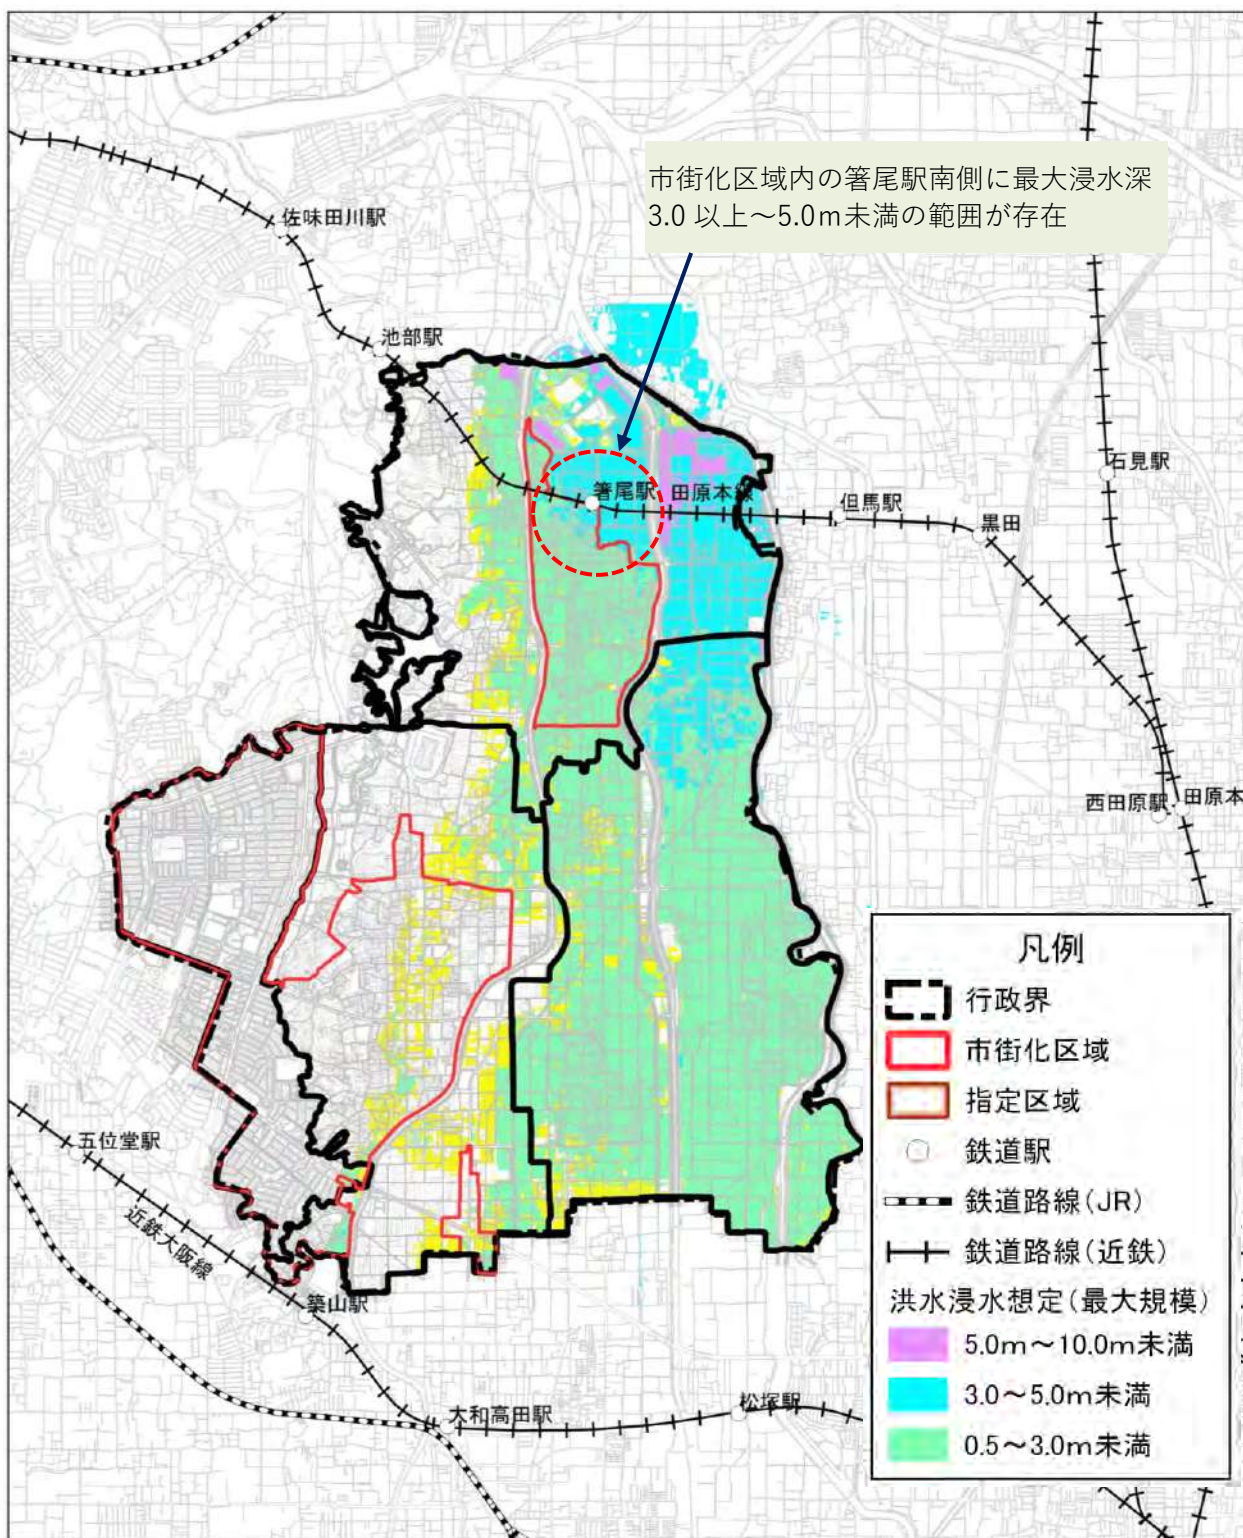 市街化区域内の箸尾駅南側に最大浸水深
3.0 以上～5.0m未満の範囲が存在
佐味田川駅
池部駅
箸尾駅
田原本線
但馬駅
黒田
石見駅
西田原駅
田原本
五位堂駅
近鉄大阪線
築山駅
大和高田駅
松塚駅
凡例
行政界
市街化区域
指定区域
鉄道駅
鉄道路線(JR)
鉄道路線(近鉄)
洪水浸水想定(最大規模)
5.0m～10.0m未満
3.0～5.0m未満
0.5～3.0m未満